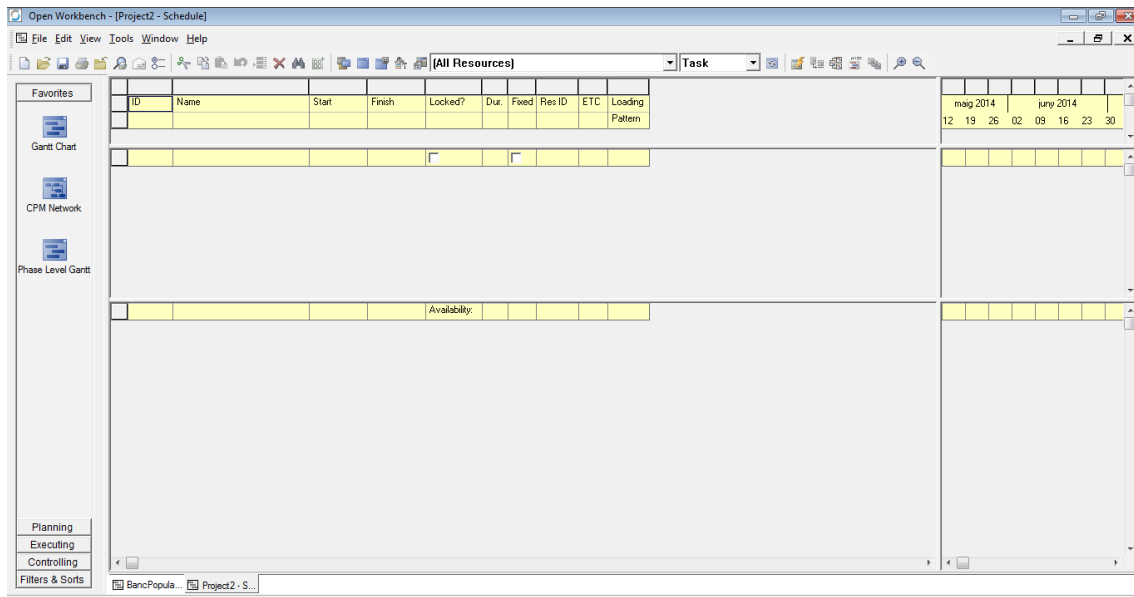 Open Workbench - [Project2 - Schedule]
File Edit View Tools Window Help
(All Resources) Task
Favorites
Gantt Chart
CPM Network
Phase Level Gantt
Planning
Executing
Controlling
Filters & Sorts
ID Name Start Finish Locked? Dur. Fixed Res ID ETC Loading
Pattern
maig 2014 juny 2014
12 19 26 02 09 16 23 30
Availability:
BancPopula... Project2 - S...